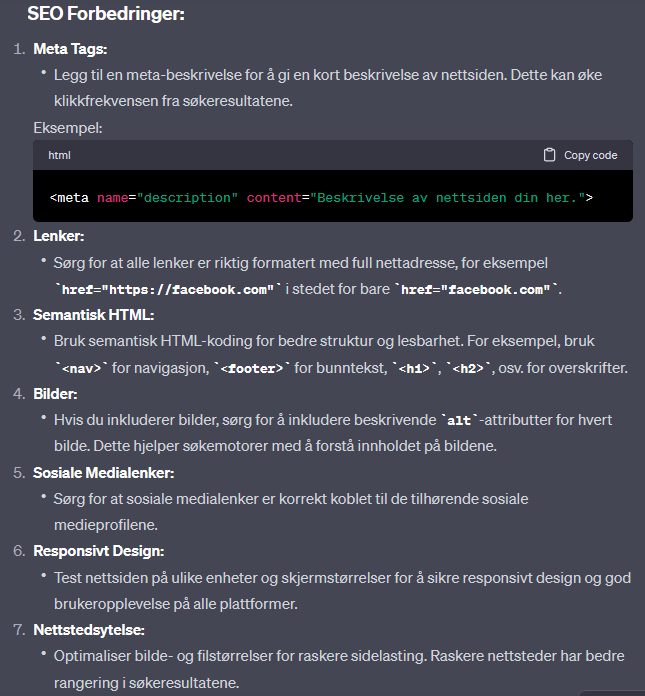 SEO Forbedringer:
1. Meta Tags:
• Legg til en meta-beskrivelse for å gi en kort beskrivelse av nettsiden. Dette kan øke
klikkfrekvensen fra søkeresultatene.
Eksempel:
html Copy code
<meta name="description" content="Beskrivelse av nettsiden din her.">
2. Lenker:
• Sørg for at alle lenker er riktig formatert med full nettadresse, for eksempel
`href="https://facebook.com"` i stedet for bare `href="facebook.com"`.
3. Semantisk HTML:
• Bruk semantisk HTML-koding for bedre struktur og lesbarhet. For eksempel, bruk
`<nav>` for navigasjon, `<footer>` for bunntekst, `<h1>`, `<h2>`, osv. for overskrifter.
4. Bilder:
• Hvis du inkluderer bilder, sørg for å inkludere beskrivende `alt`-attributter for hvert
bilde. Dette hjelper søkemotorer med å forstå innholdet på bildene.
5. Sosiale Medialenker:
• Sørg for at sosiale medialenker er korrekt koblet til de tilhørende sosiale
medieprofilene.
6. Responsivt Design:
• Test nettsiden på ulike enheter og skjermstørrelser for å sikre responsivt design og god
brukeropplevelse på alle plattformer.
7. Nettstedsytelse:
• Optimaliser bilde- og filstørrelser for raskere sidelasting. Raskere nettsteder har bedre
rangering i søkeresultatene.